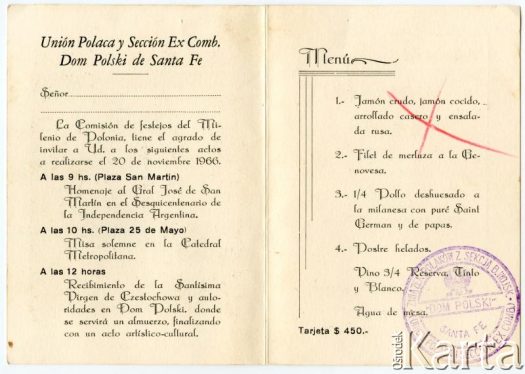 Unión Polaca y Sección Ex Comb.
Dom Polski de Santa Fe
Señor
La Comisión de festejos del Mi-
lenio de Polonia, tiene el agrado de
invitar a Ud. a los siguientes actos
a realizarse el 20 de noviembre 1966.
A las 9 hs. (Plaza San Martín)
Homenaje al Gral José de San
Martín en el Sesquicentenario de
la Independencia Argentina.
A las 10 hs. (Plaza 25 de Mayo)
Misa solemne en la Catedral
Metropolitana.
A las 12 horas
Recibimiento de la Santísima
Virgen de Czestochowa y auto-
ridades en Dom Polski, donde
se servirá un almuerzo, finalizando
con un acto artístico-cultural.
Menú
1.- Jamón crudo, jamón cocido,
arrollado casero y ensala-
da rusa.
2.- Filet de merluza a la Ge-
novesa.
3.- 1/4 Pollo deshuesado a
la milanesa con puré Saint
German y de papas.
4.- Postre helados.
Vino 3/4 Reserva, Tinto
y Blanco.
Agua de mesa.
Tarjeta $ 450.-
"DOM POLSKI"
SANTA FE
ośrodek
Karta